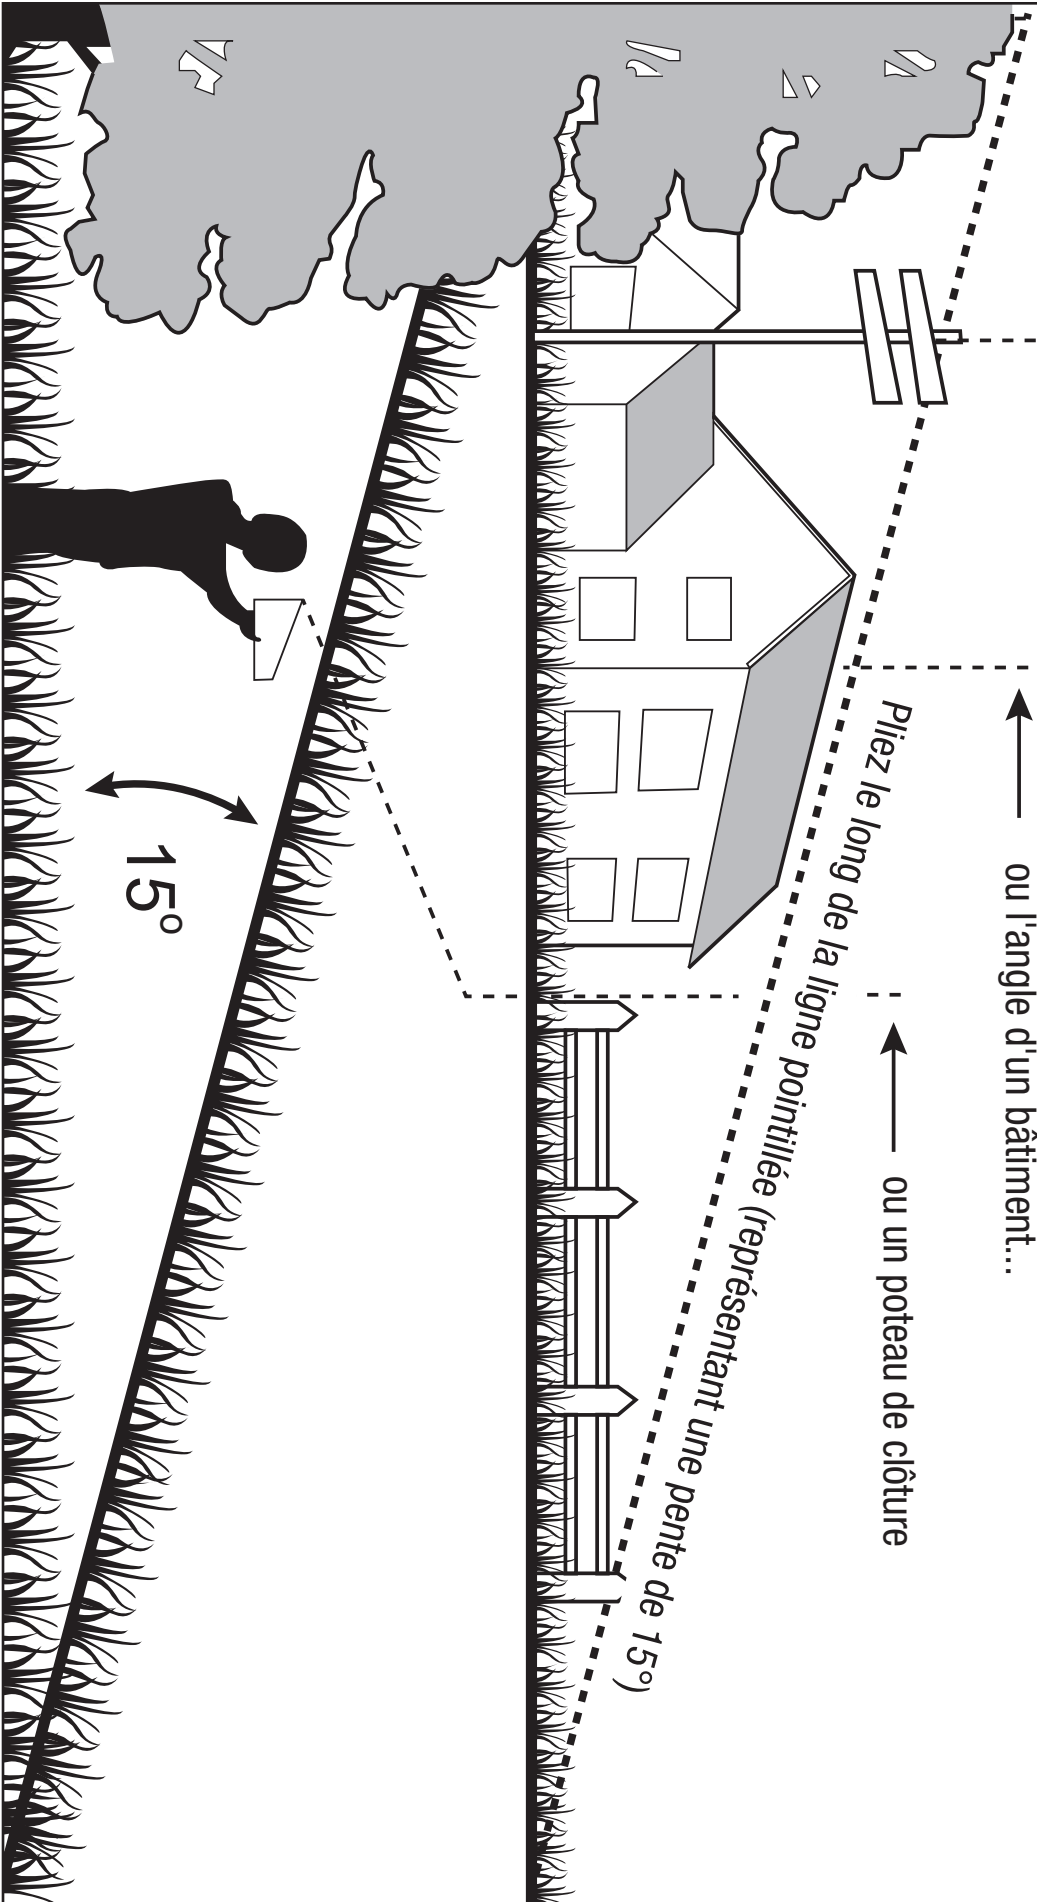 ou l'angle d'un bâtiment...
ou un poteau de clôture
Pliez le long de la ligne pointillée (représentant une pente de 15°)
15º